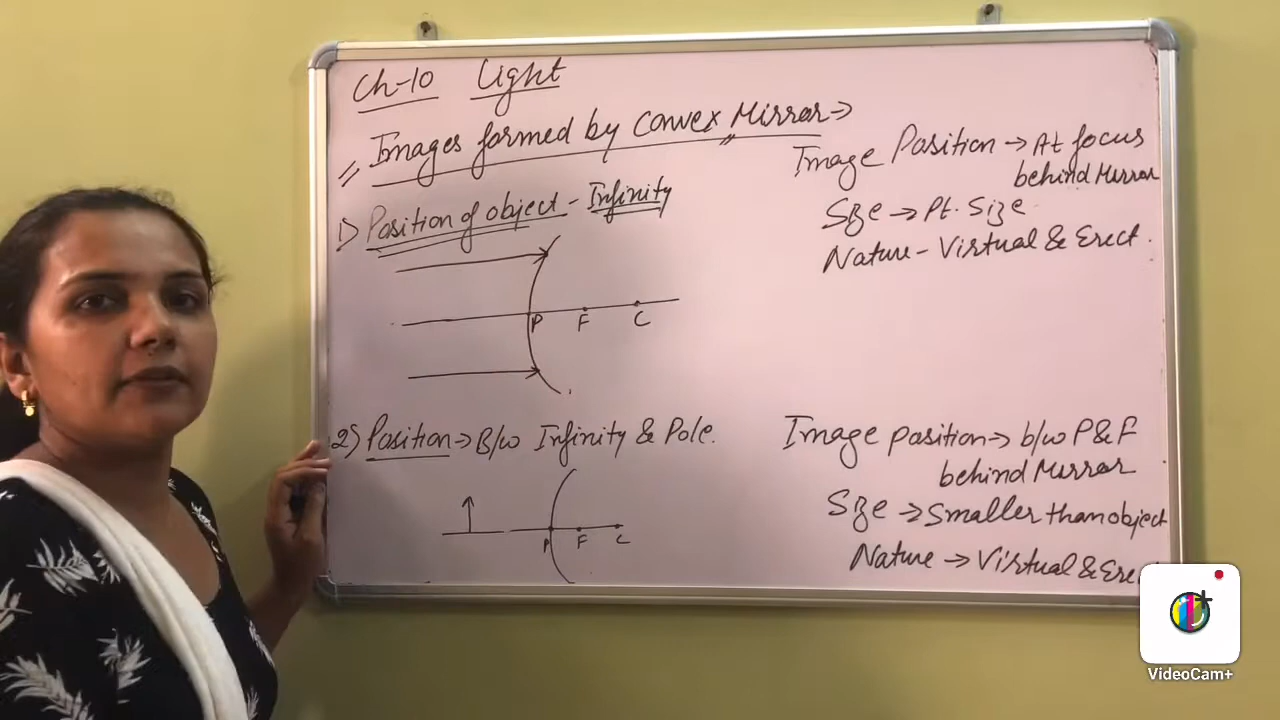 Ch-10 Light
Images formed by Convex Mirror→
1) Position of object - Infinity
P F C
Image Position → At focus
behind Mirror
Size → Pt. Size
Nature - Virtual & Erect.
2) Position → B/w Infinity & Pole.
P F C
Image position → b/w P & F
behind Mirror
Size → Smaller than object
Nature → Virtual & Erec
VideoCam+